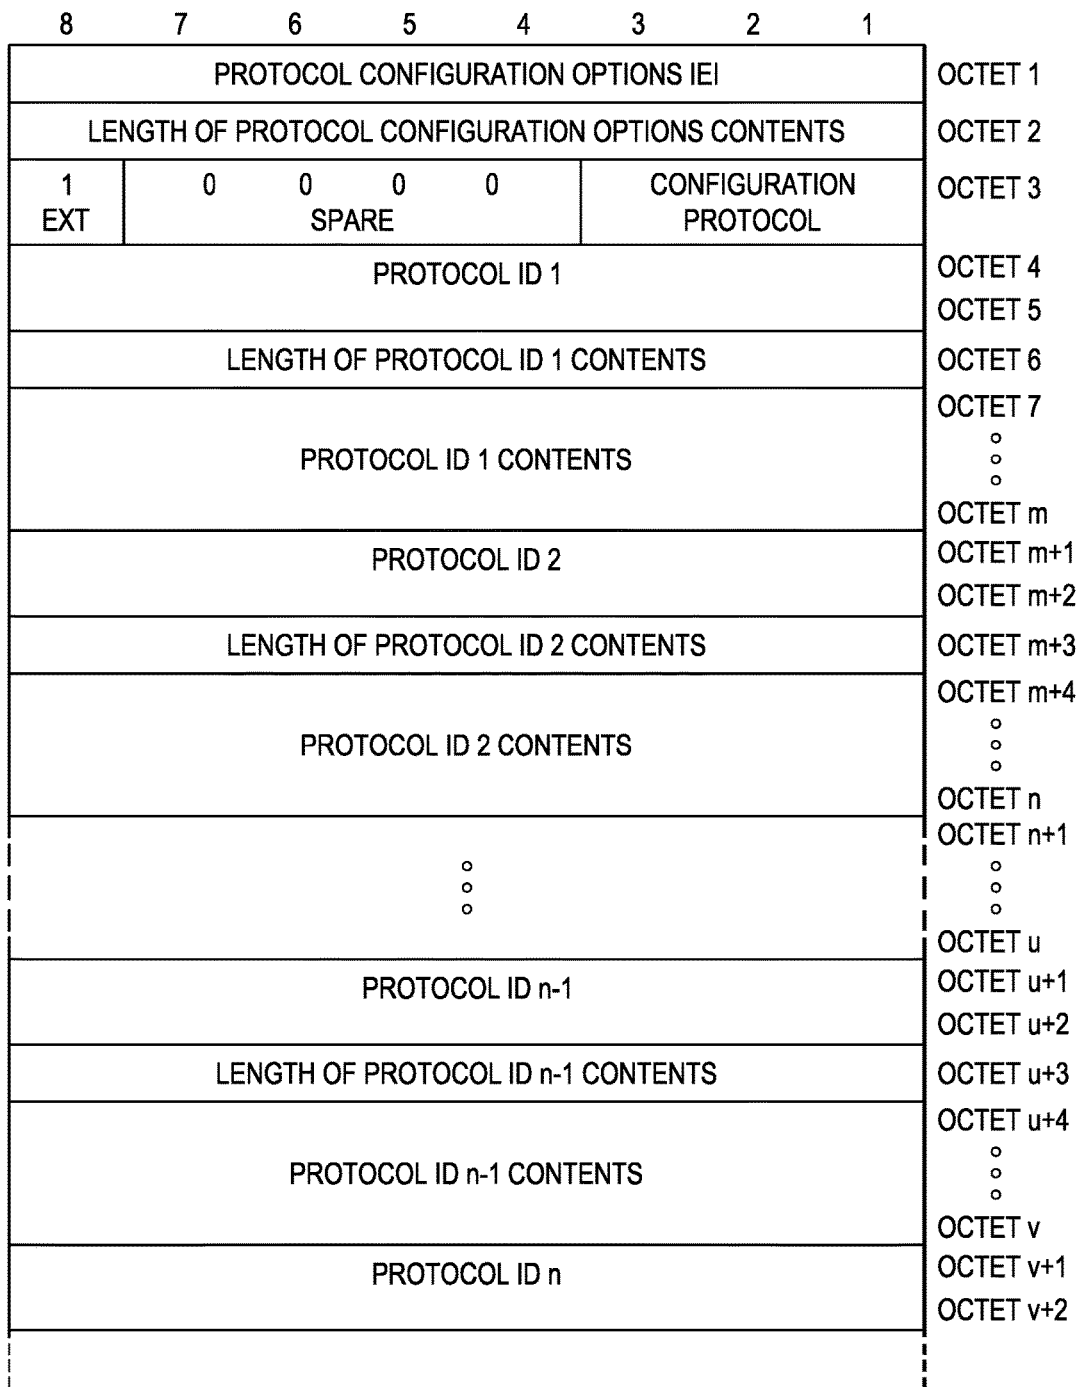 8 7 6 5 4 3 2 1
PROTOCOL CONFIGURATION OPTIONS IEI OCTET 1
LENGTH OF PROTOCOL CONFIGURATION OPTIONS CONTENTS OCTET 2
1 0 0 0 0 CONFIGURATION OCTET 3
EXT SPARE PROTOCOL
PROTOCOL ID 1 OCTET 4
OCTET 5
LENGTH OF PROTOCOL ID 1 CONTENTS OCTET 6
OCTET 7
PROTOCOL ID 1 CONTENTS
OCTET m
PROTOCOL ID 2 OCTET m+1
OCTET m+2
LENGTH OF PROTOCOL ID 2 CONTENTS OCTET m+3
OCTET m+4
PROTOCOL ID 2 CONTENTS
OCTET n
OCTET n+1
OCTET u
PROTOCOL ID n-1 OCTET u+1
OCTET u+2
LENGTH OF PROTOCOL ID n-1 CONTENTS OCTET u+3
OCTET u+4
PROTOCOL ID n-1 CONTENTS
OCTET v
PROTOCOL ID n OCTET v+1
OCTET v+2